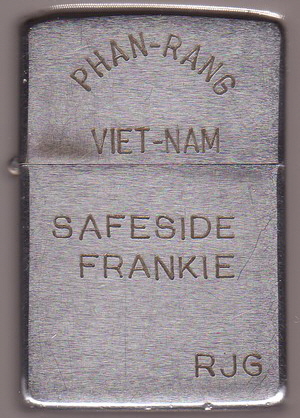 PHAN-RANG
VIET-NAM
SAFESIDE
FRANKIE
RJG